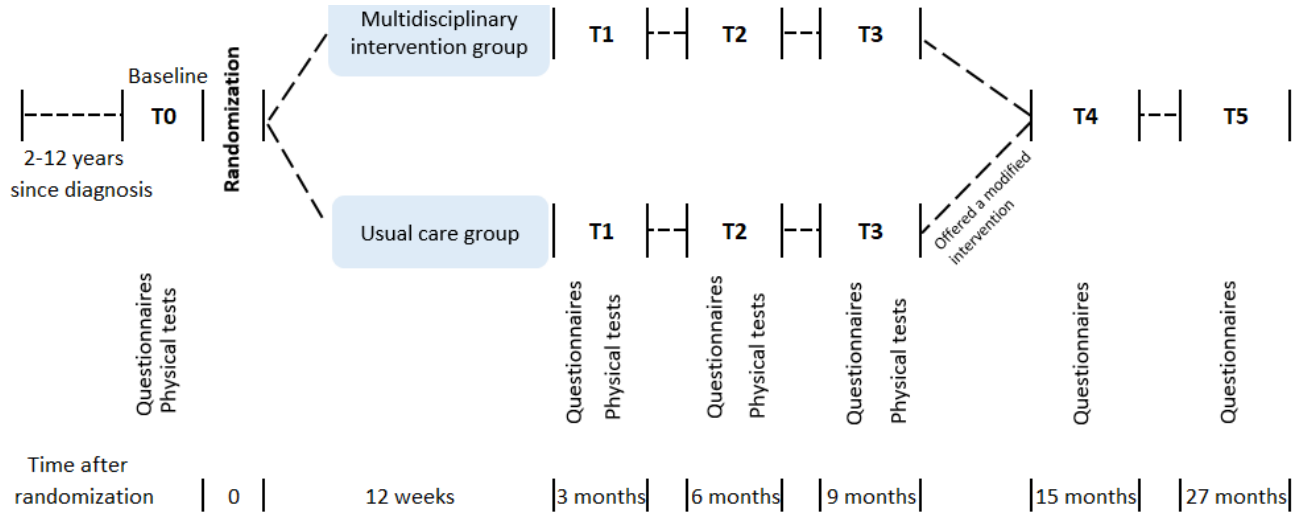 Multidisciplinary
intervention group
T1
T2
T3
Baseline
T0
Randomization
T4
T5
2-12 years
since diagnosis
Usual care group
T1
T2
T3
Offered a modified
intervention
Questionnaires
Physical tests
Questionnaires
Physical tests
Questionnaires
Physical tests
Questionnaires
Physical tests
Questionnaires
Questionnaires
Time after
randomization
0
12 weeks
3 months
6 months
9 months
15 months
27 months